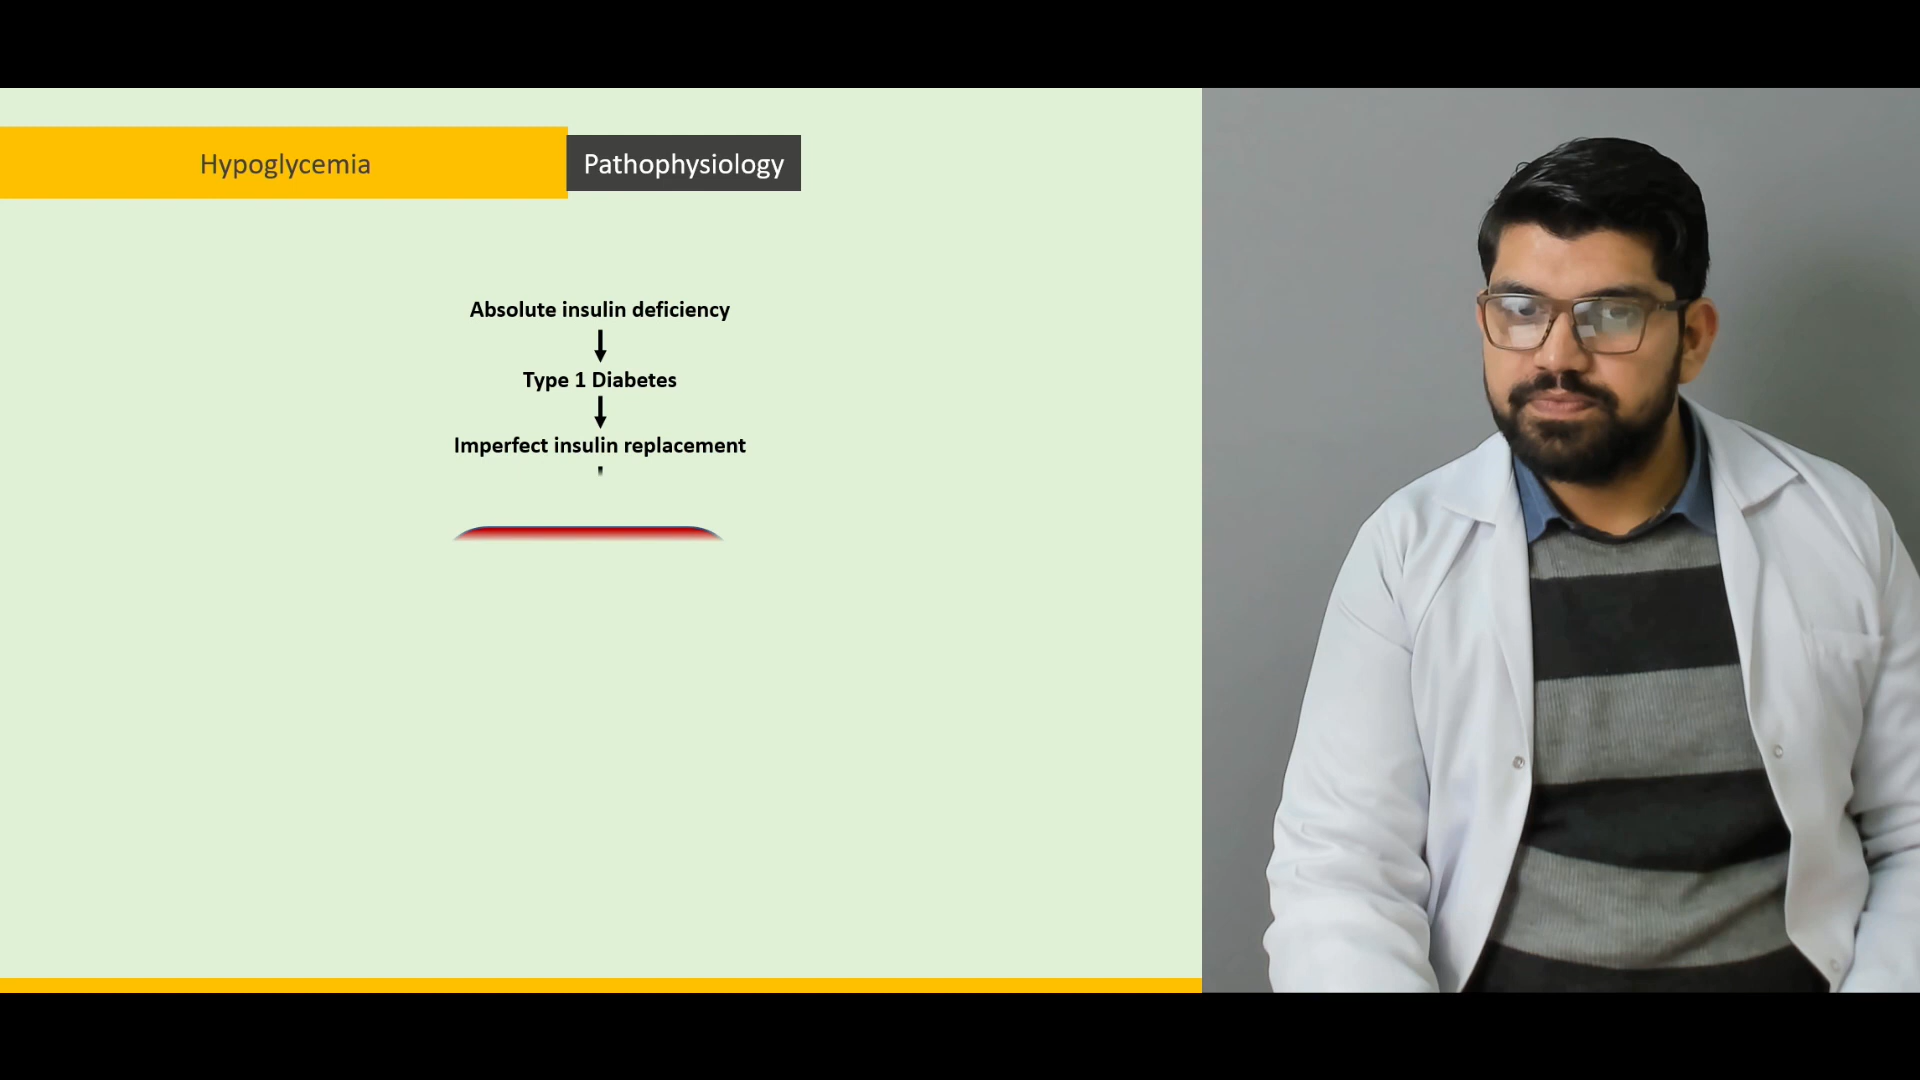 Hypoglycemia
Pathophysiology
Absolute insulin deficiency
Type 1 Diabetes
Imperfect insulin replacement